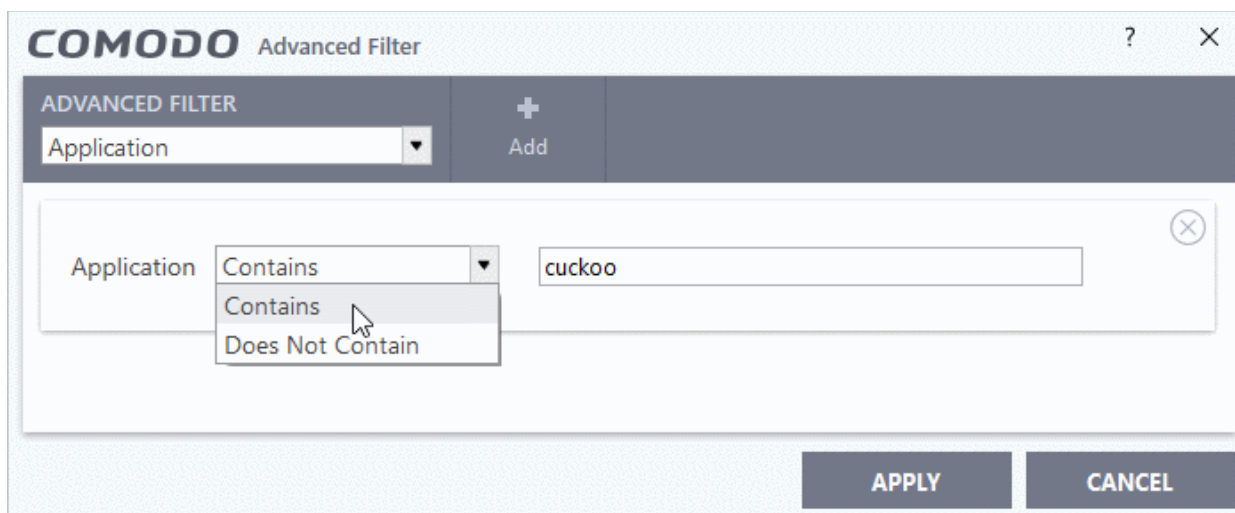 COMODO Advanced Filter ?
ADVANCED FILTER
Application
Add
Application Contains cuckoo
Contains
Does Not Contain
APPLY CANCEL